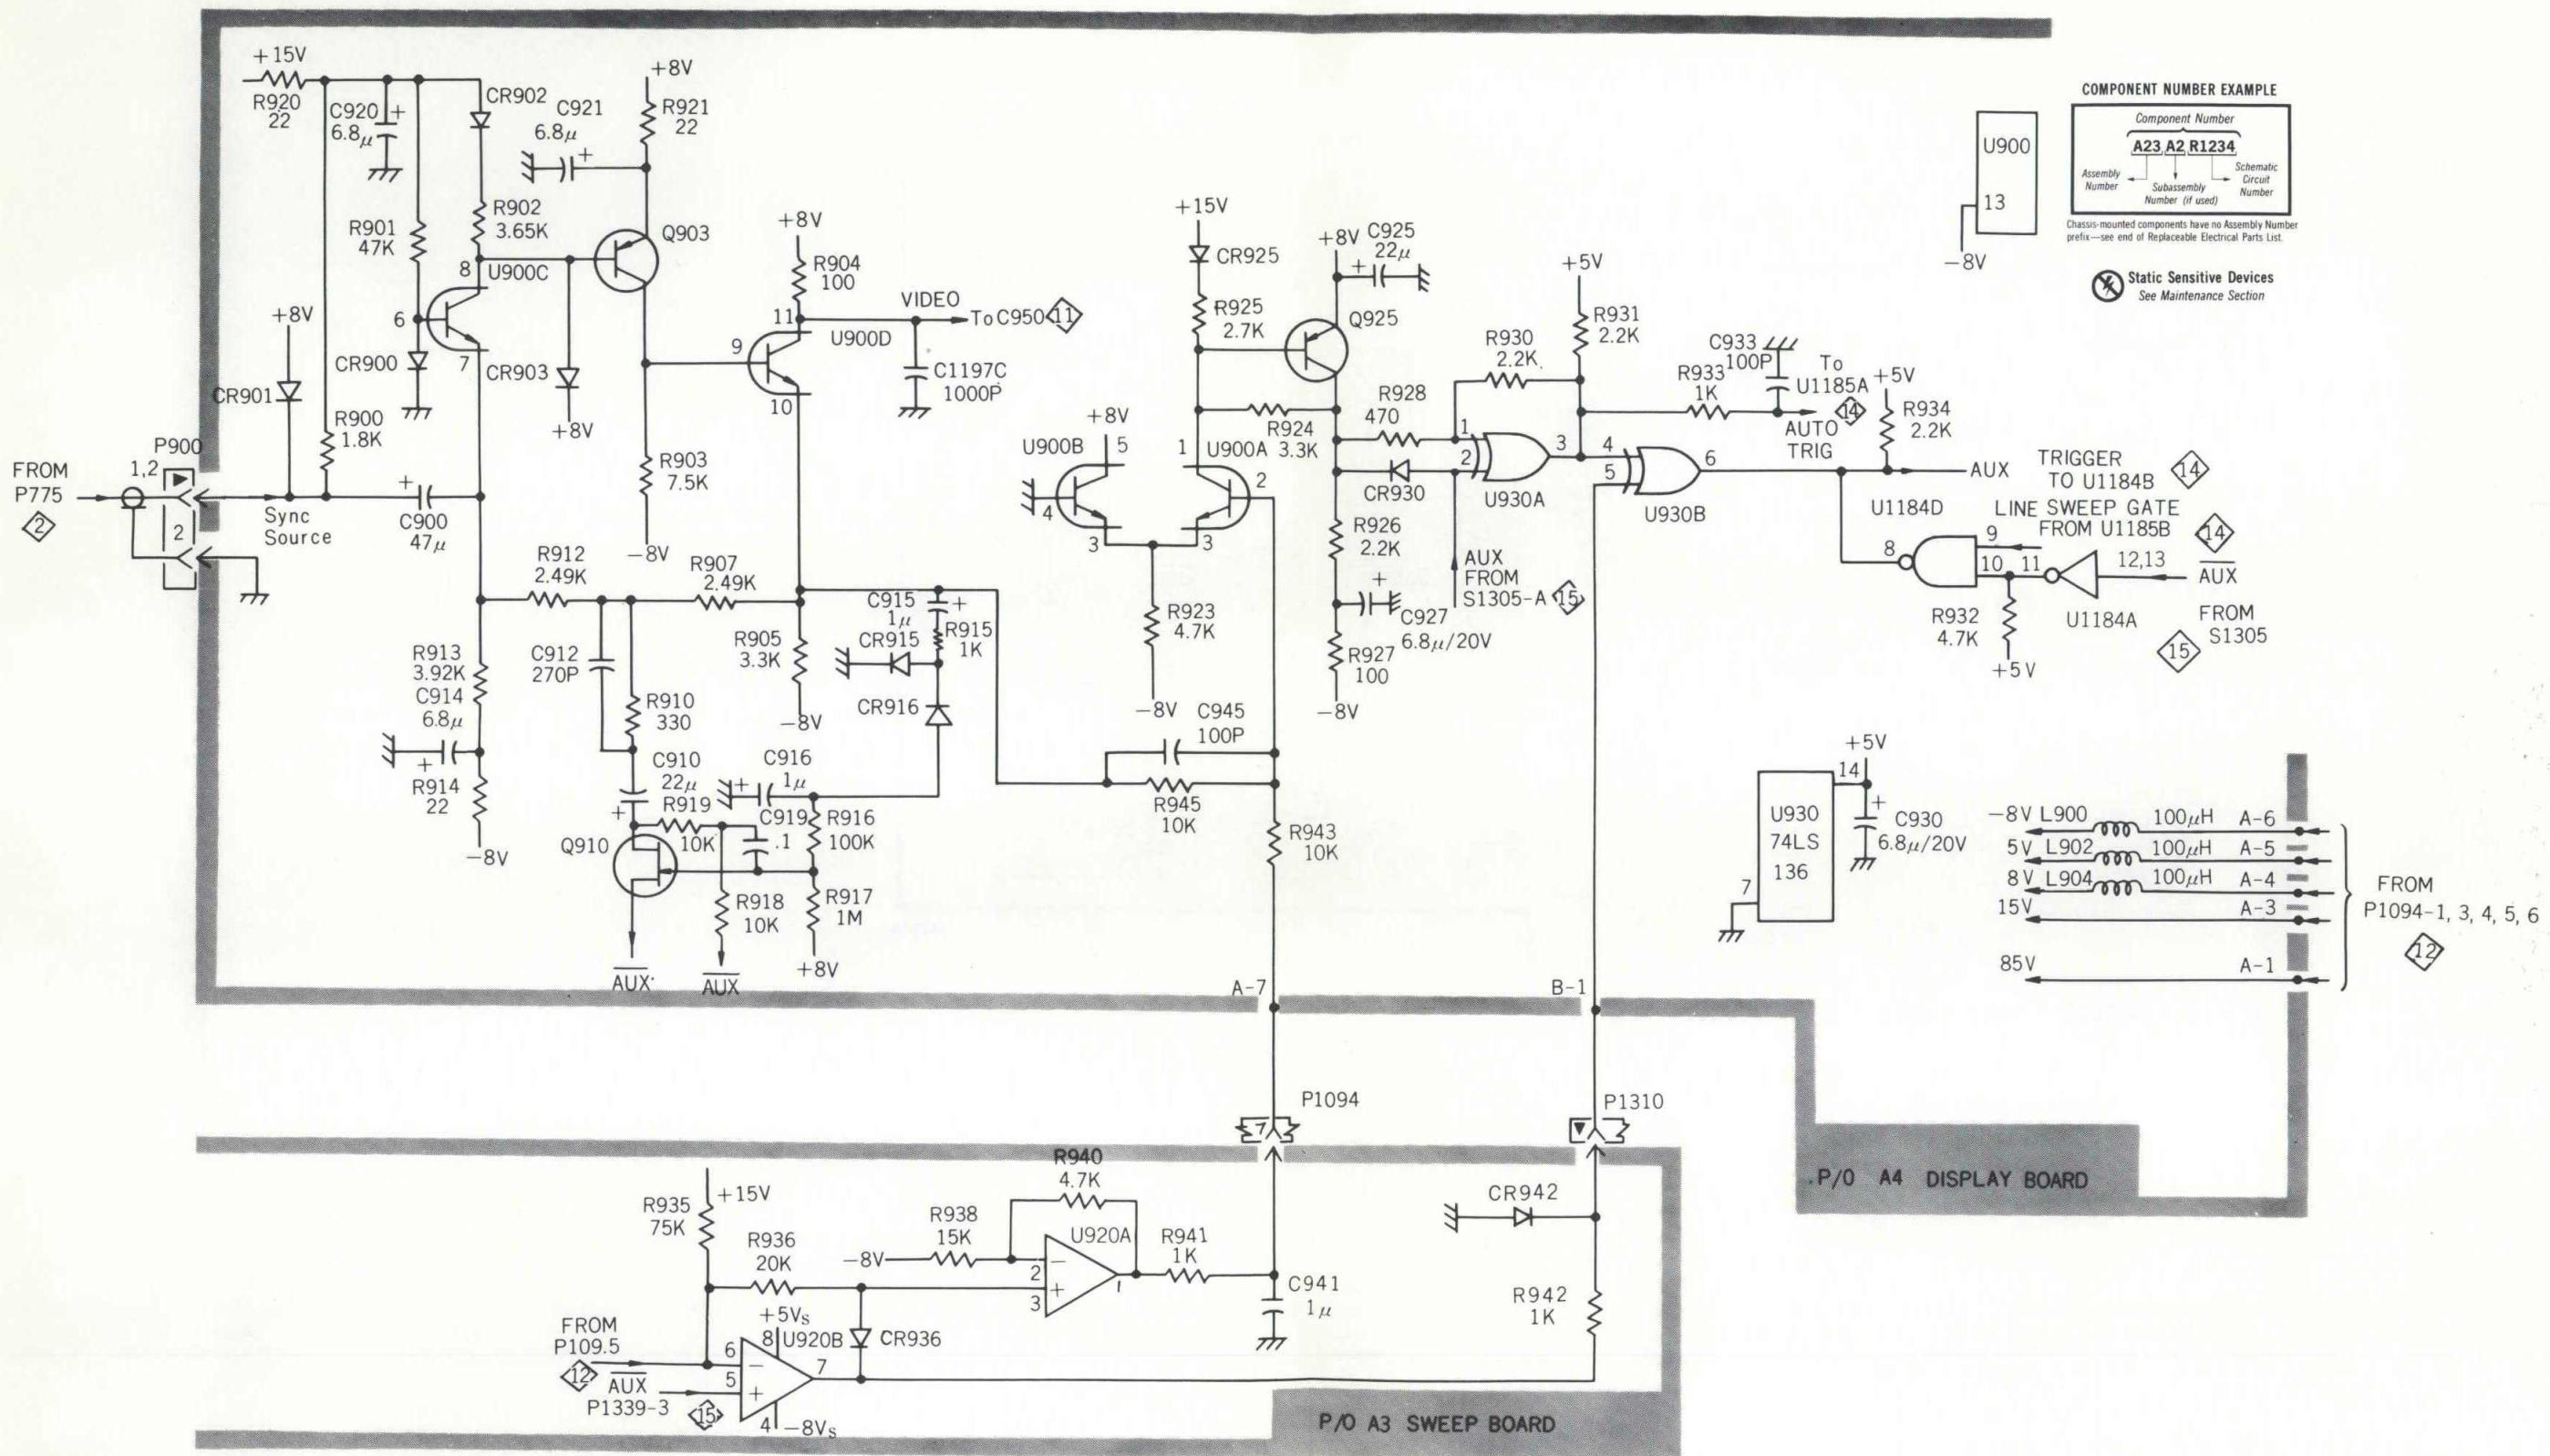 +15V
R920
22
C920
6.8μ
+
CR902
C921
6.8μ
+
+8V
R921
22
R901
47K
R902
3.65K
8
U900C
Q903
6
7
CR900
CR903
+8V
+8V
CR901
R900
1.8K
P900
1,2
FROM
P775
2
2
Sync
Source
+
C900
47μ
R903
7.5K
−8V
+8V
R904
100
11
U900D
9
10
VIDEO
To C950
11
C1197C
1000P
R912
2.49K
R907
2.49K
R913
3.92K
C914
6.8μ
+
R914
22
−8V
C912
270P
R910
330
R905
3.3K
−8V
C915
1μ
+
R915
1K
CR915
CR916
C910
22μ
+
C916
1μ
+
R919
10K
C919
.1
R916
100K
Q910
R918
10K
R917
1M
+8V
AUX
AUX
+15V
CR925
R925
2.7K
+8V
C925
22μ
+
Q925
+8V
U900B
5
4
3
1
U900A
2
3
R924
3.3K
R923
4.7K
−8V
C945
100P
R945
10K
R943
10K
R928
470
CR930
R926
2.2K
+
C927
6.8μ/20V
R927
100
−8V
AUX
FROM
S1305-A
15
R930
2.2K
+5V
R931
2.2K
1
2
3
U930A
4
5
6
U930B
R933
1K
C933
100P
To
U1185A
14
AUTO
TRIG
+5V
R934
2.2K
AUX
TRIGGER
TO U1184B
14
U1184D
LINE SWEEP GATE
FROM U1185B
14
8
9
10
11
12,13
AUX
R932
4.7K
+5V
U1184A
FROM
S1305
15
U900
13
−8V
COMPONENT NUMBER EXAMPLE
Component Number
A23 A2 R1234
Assembly
Number
Subassembly
Number (if used)
Schematic
Circuit
Number
Chassis-mounted components have no Assembly Number
prefix—see end of Replaceable Electrical Parts List.
Static Sensitive Devices
See Maintenance Section
+5V
14
U930
74LS
136
7
+
C930
6.8μ/20V
−8V L900 100μH A-6
5V L902 100μH A-5
8V L904 100μH A-4
15V A-3
85V A-1
FROM
P1094-1, 3, 4, 5, 6
12
A-7
B-1
P1094
7
P1310
P/O A4 DISPLAY BOARD
R935
75K
+15V
R936
20K
R938
15K
−8V
R940
4.7K
U920A
−
2
3
+
1
R941
1K
C941
1μ
CR942
R942
1K
FROM
P109.5
12
AUX
P1339-3
15
+5Vs
8
U920B
6
−
5
+
7
4
−8Vs
CR936
P/O A3 SWEEP BOARD